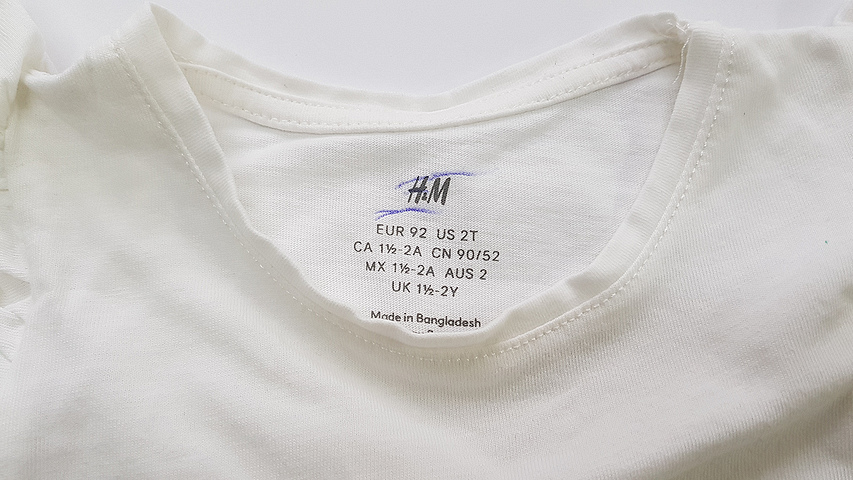 H&M
EUR 92 US 2T
CA 1½-2A CN 90/52
MX 1½-2A AUS 2
UK 1½-2Y
Made in Bangladesh